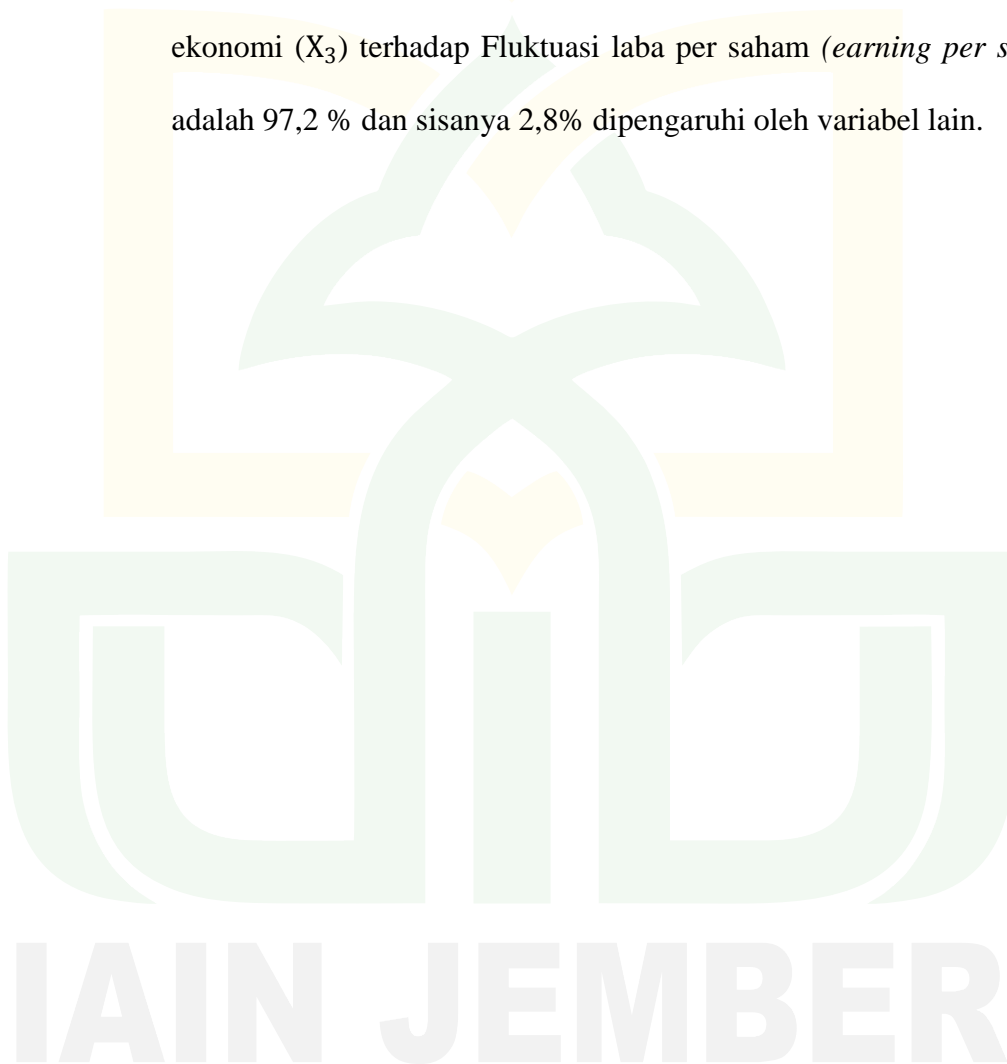 ekonomi (X₃) terhadap Fluktuasi laba per saham (earning per
adalah 97,2 % dan sisanya 2,8% dipengaruhi oleh variabel lain.
IAIN JEMBER